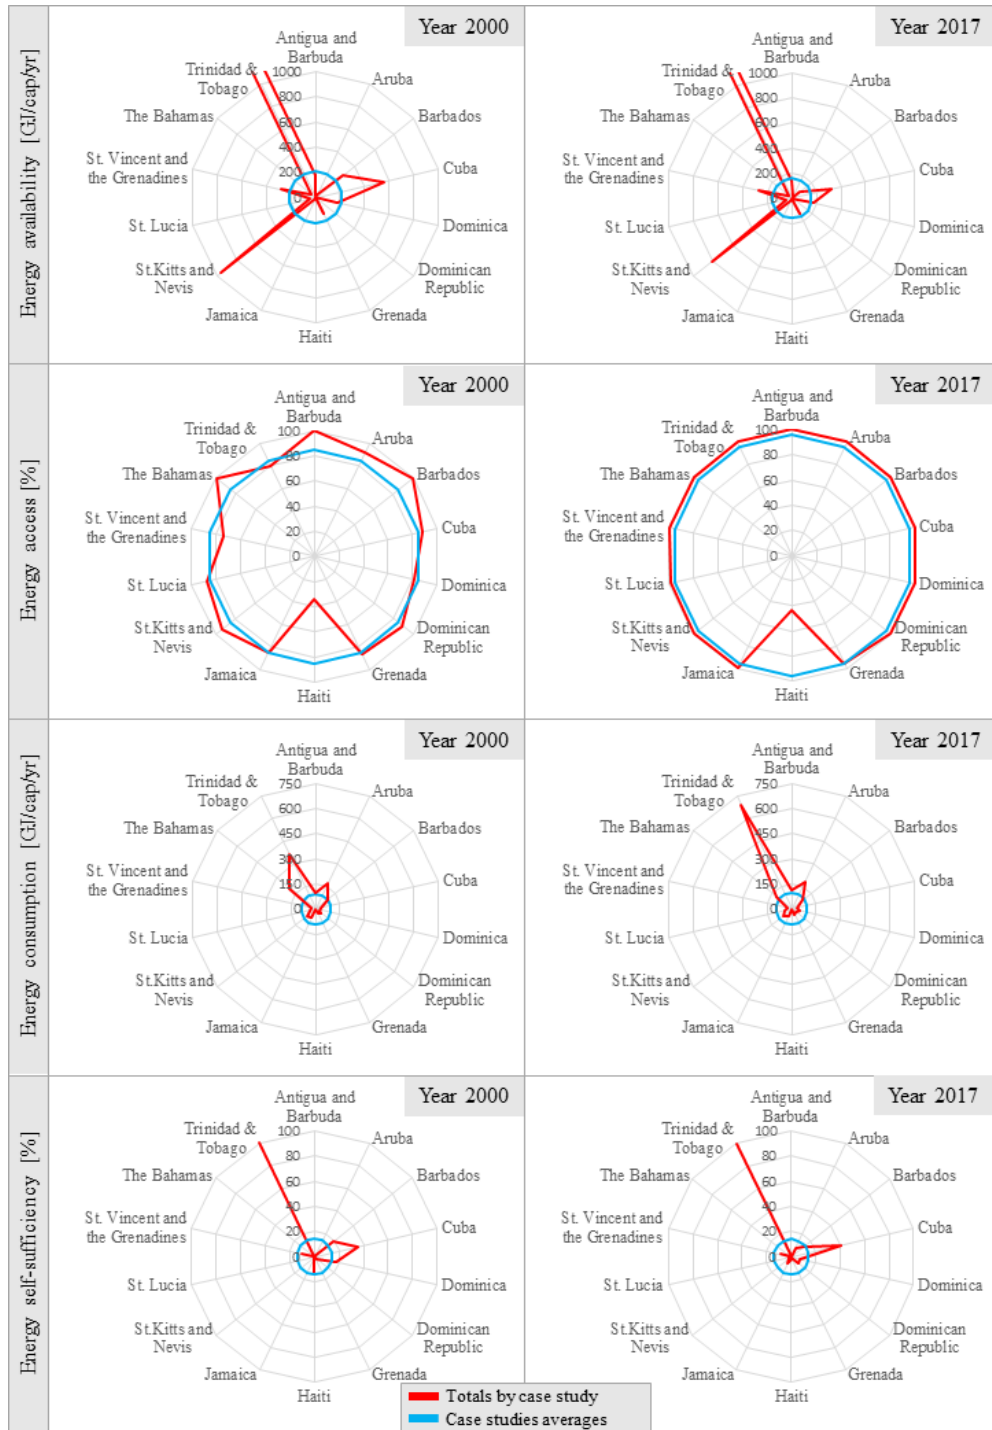 Energy availability [GJ/cap/yr]
Year 2000
Antigua and
Barbuda
Aruba
Barbados
Cuba
Dominica
Dominican
Republic
Grenada
Haiti
Jamaica
St.Kitts and
Nevis
St. Lucia
St. Vincent and
the Grenadines
The Bahamas
Trinidad &
Tobago
1000
800
600
400
200
0
Year 2017
Antigua and
Barbuda
Aruba
Barbados
Cuba
Dominica
Dominican
Republic
Grenada
Haiti
Jamaica
St.Kitts and
Nevis
St. Lucia
St. Vincent and
the Grenadines
The Bahamas
Trinidad &
Tobago
1000
800
600
400
200
0
Energy access [%]
Year 2000
Antigua and
Barbuda
Aruba
Barbados
Cuba
Dominica
Dominican
Republic
Grenada
Haiti
Jamaica
St.Kitts and
Nevis
St. Lucia
St. Vincent and
the Grenadines
The Bahamas
Trinidad &
Tobago
100
80
60
40
20
0
Year 2017
Antigua and
Barbuda
Aruba
Barbados
Cuba
Dominica
Dominican
Republic
Grenada
Haiti
Jamaica
St.Kitts and
Nevis
St. Lucia
St. Vincent and
the Grenadines
The Bahamas
Trinidad &
Tobago
100
80
60
40
20
0
Energy consumption [GJ/cap/yr]
Year 2000
Antigua and
Barbuda
Aruba
Barbados
Cuba
Dominica
Dominican
Republic
Grenada
Haiti
Jamaica
St.Kitts and
Nevis
St. Lucia
St. Vincent and
the Grenadines
The Bahamas
Trinidad &
Tobago
750
600
450
300
150
0
Year 2017
Antigua and
Barbuda
Aruba
Barbados
Cuba
Dominica
Dominican
Republic
Grenada
Haiti
Jamaica
St.Kitts and
Nevis
St. Lucia
St. Vincent and
the Grenadines
The Bahamas
Trinidad &
Tobago
750
600
450
300
150
0
Energy self-sufficiency [%]
Year 2000
Antigua and
Barbuda
Aruba
Barbados
Cuba
Dominica
Dominican
Republic
Grenada
Haiti
Jamaica
St.Kitts and
Nevis
St. Lucia
St. Vincent and
the Grenadines
The Bahamas
Trinidad &
Tobago
100
80
60
40
20
0
Year 2017
Antigua and
Barbuda
Aruba
Barbados
Cuba
Dominica
Dominican
Republic
Grenada
Haiti
Jamaica
St.Kitts and
Nevis
St. Lucia
St. Vincent and
the Grenadines
The Bahamas
Trinidad &
Tobago
100
80
60
40
20
0
Totals by case study
Case studies averages